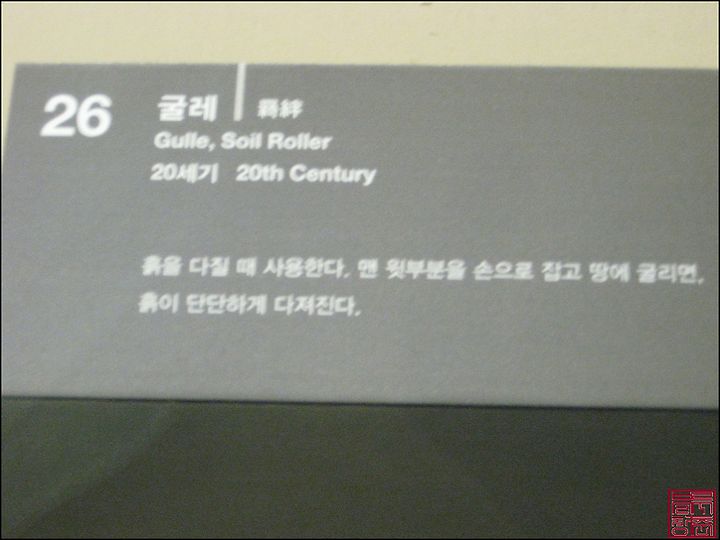 26 굴레 羈絆
Gulle, Soil Roller
20세기 20th Century
흙을 다질 때 사용한다. 맨 윗부분을 손으로 잡고 땅에 굴리면,
흙이 단단하게 다져진다.